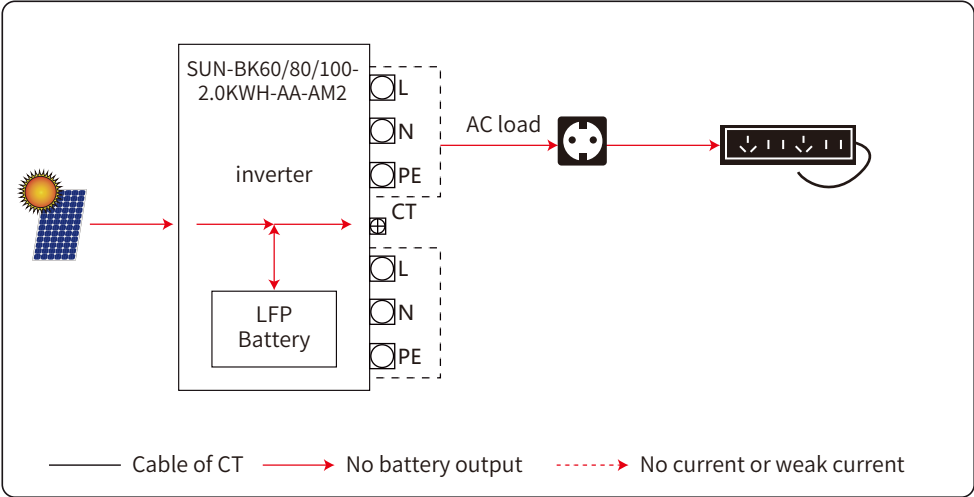 SUN-BK60/80/100-
2.0KWH-AA-AM2
L
N
PE
AC load
inverter
CT
L
N
PE
LFP
Battery
Cable of CT
No battery output
No current or weak current